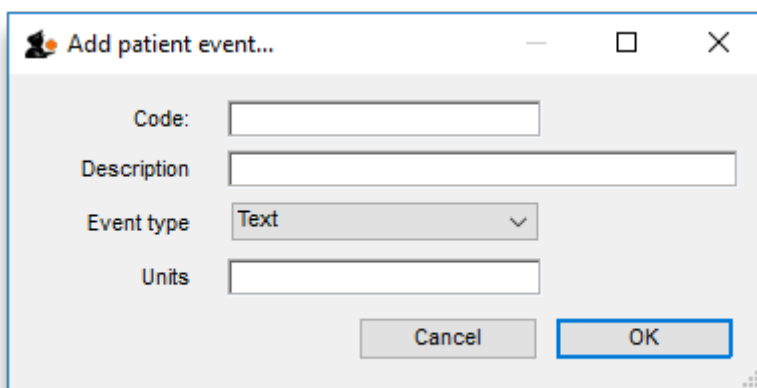 Add patient event...
Code:
Description
Event type Text
Units
Cancel OK